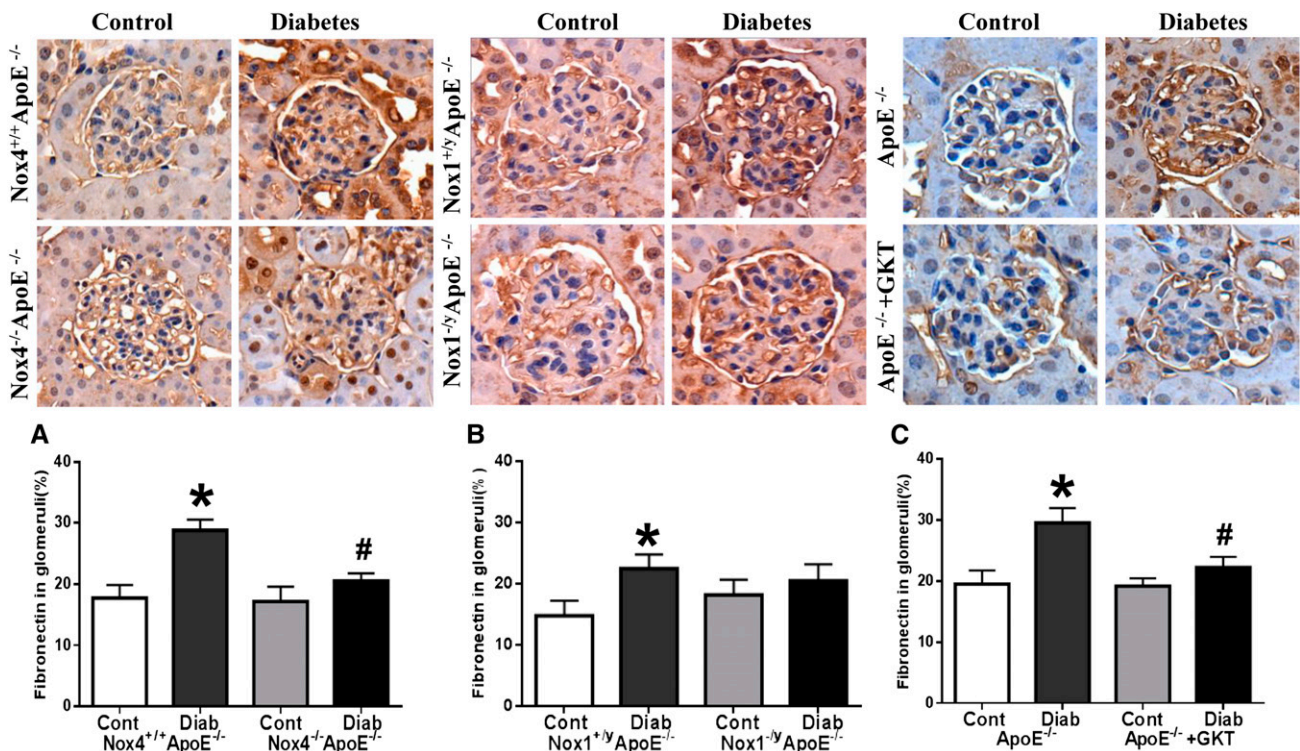 Control Diabetes Control Diabetes Control Diabetes
Nox4+/+ApoE -/-
Nox4-/-ApoE -/-
Nox1+/yApoE -/-
Nox1-/yApoE -/-
ApoE -/-
ApoE -/- +GKT
A
Fibronectin in glomeruli(%)
40
30
20
10
0
*
#
Cont Diab Cont Diab
Nox4+/+ApoE-/- Nox4-/-ApoE-/-
B
Fibronectin in glomeruli(%)
40
30
20
10
0
*
Cont Diab Cont Diab
Nox1+/yApoE-/- Nox1-/yApoE-/-
C
Fibronectin in glomeruli(%)
40
30
20
10
0
*
#
Cont Diab Cont Diab
ApoE-/- ApoE-/- +GKT